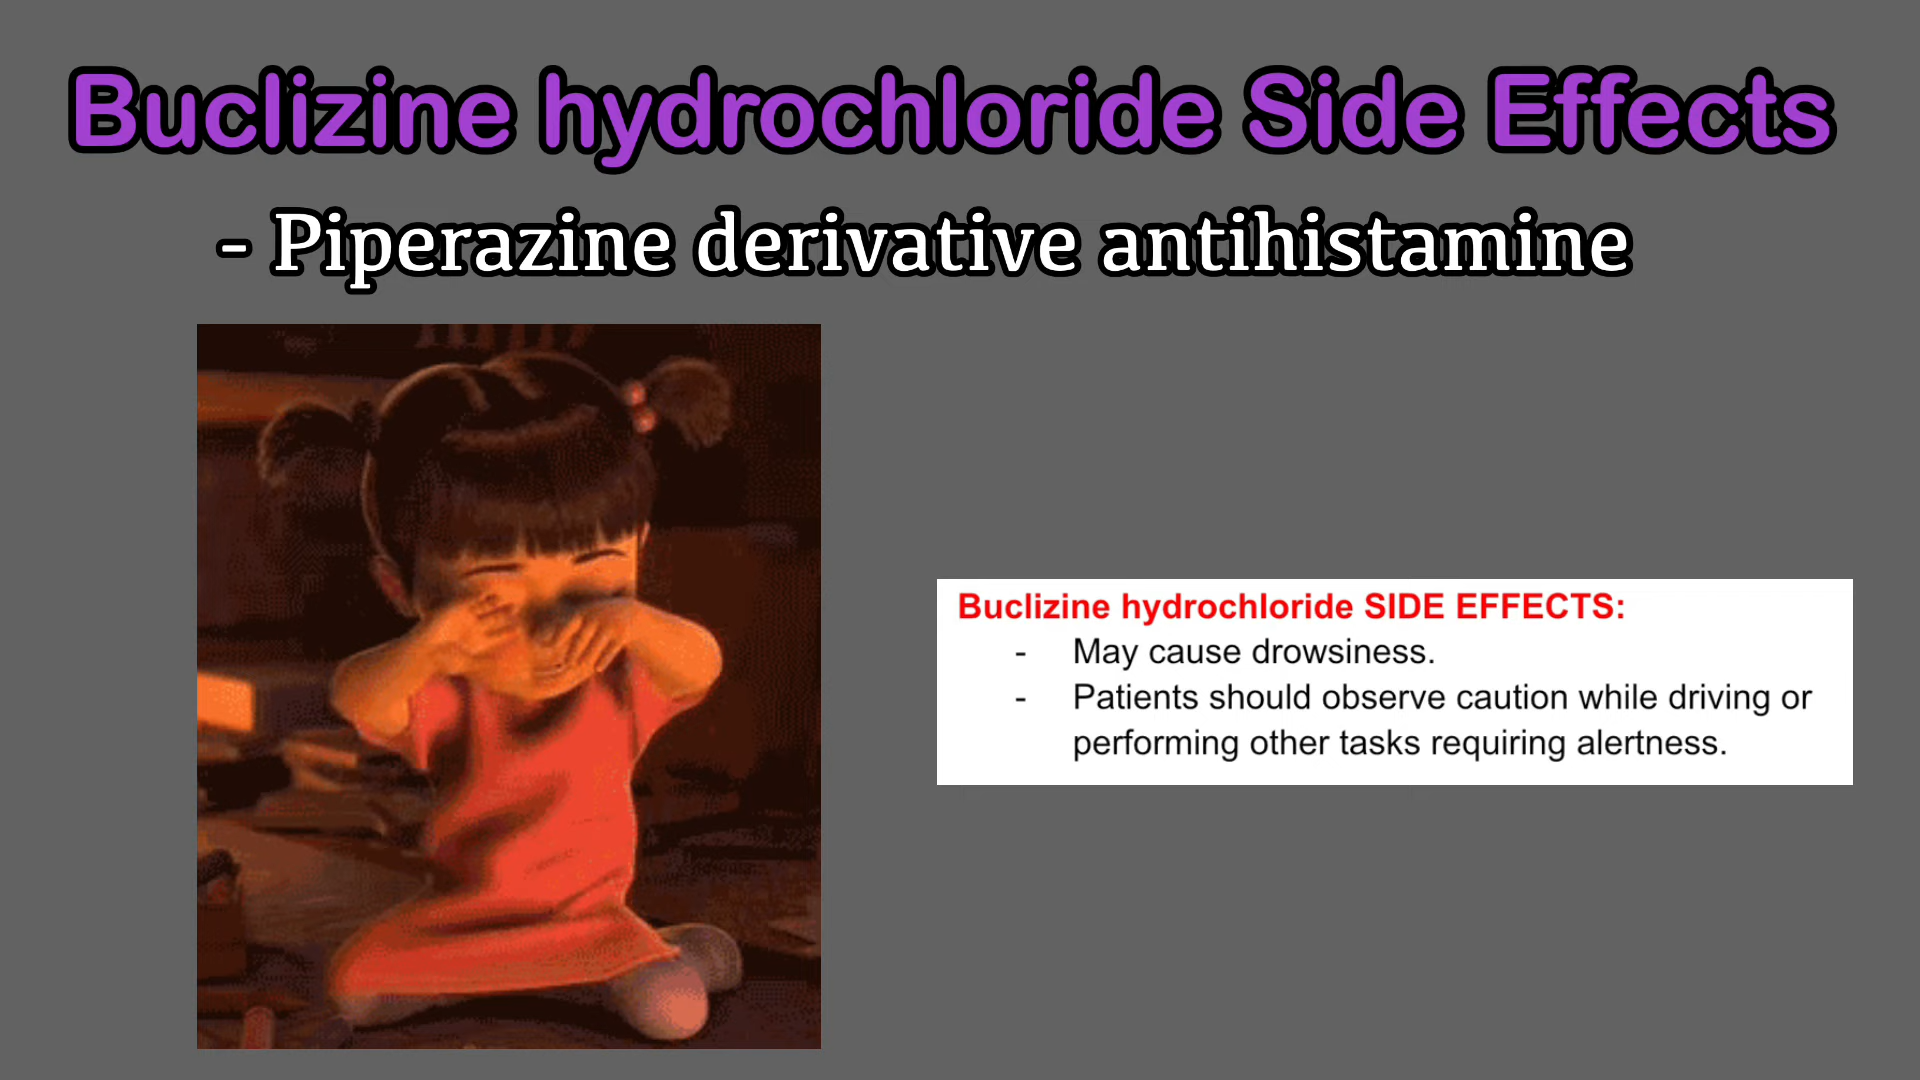 Buclizine hydrochloride Side Effects
- Piperazine derivative antihistamine
Buclizine hydrochloride SIDE EFFECTS:
- May cause drowsiness.
- Patients should observe caution while driving or
performing other tasks requiring alertness.